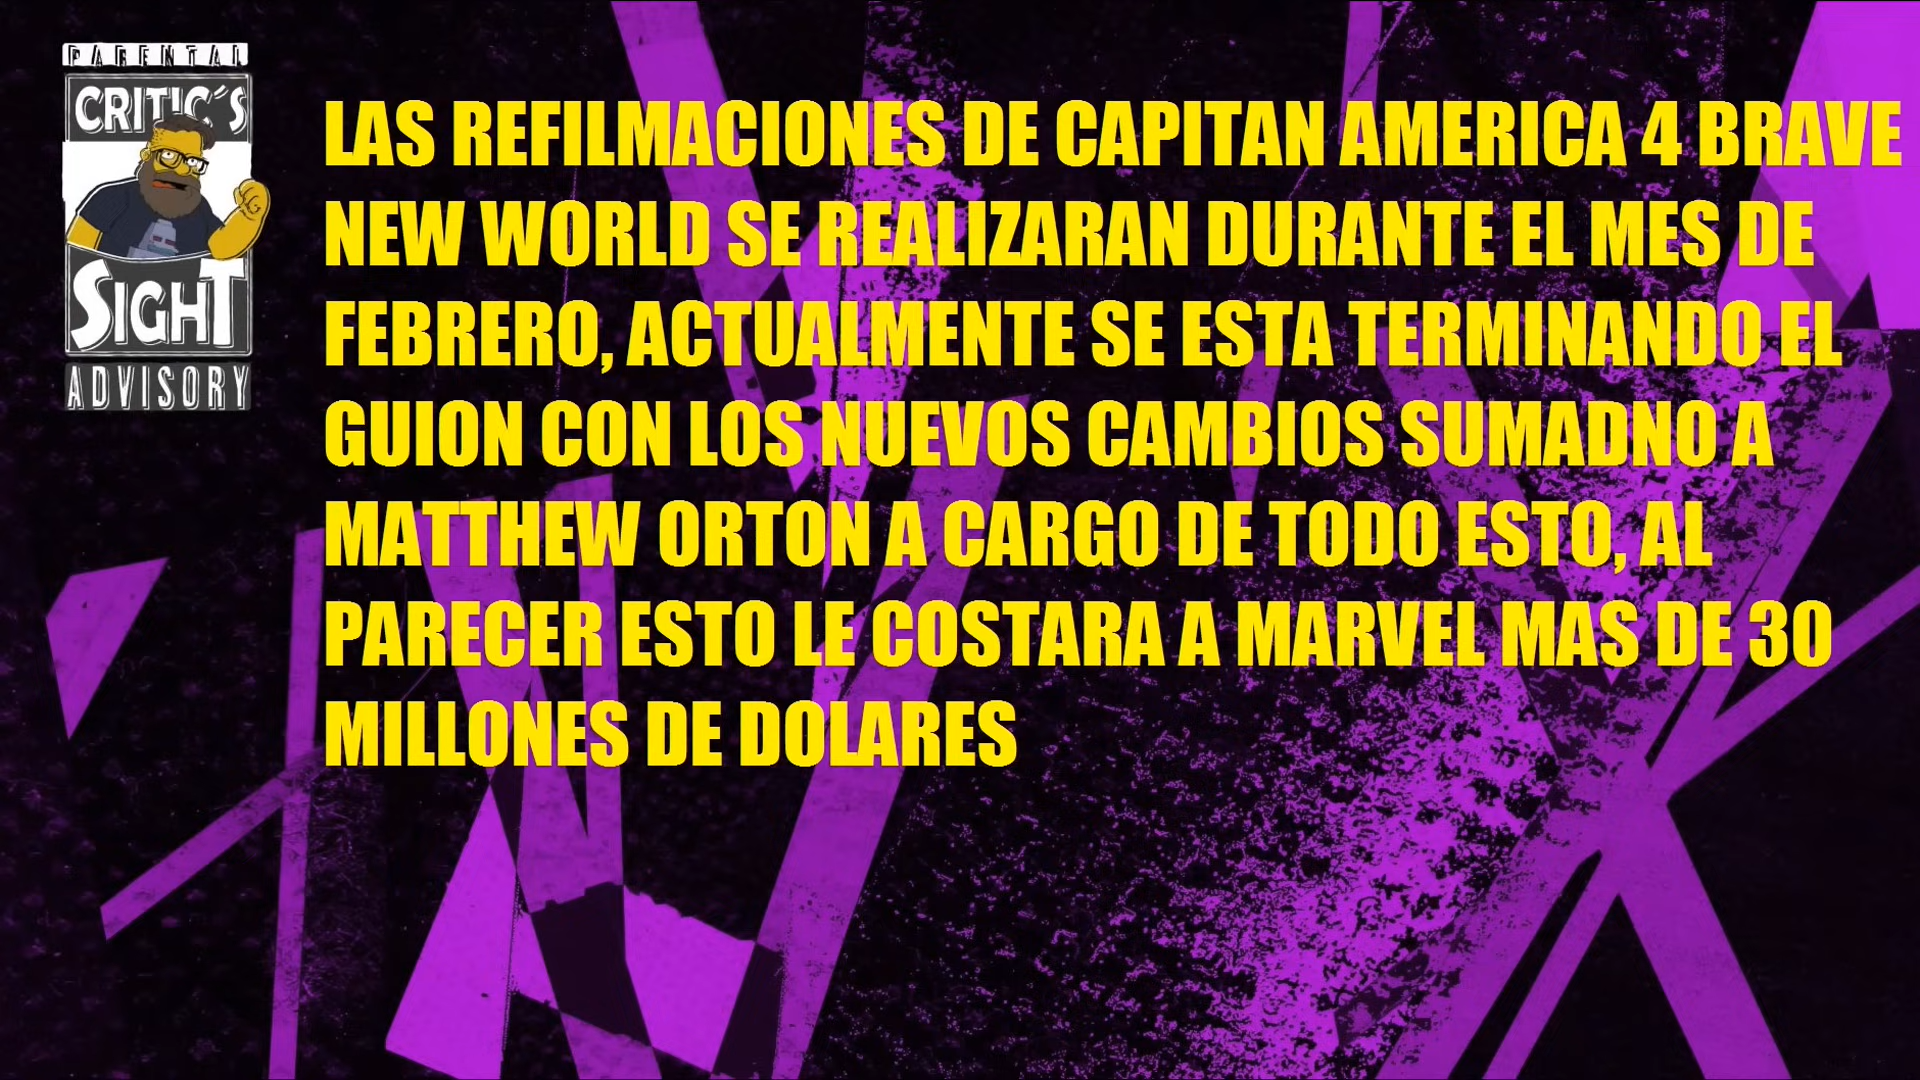 PARENTAL
CRITIC´S
SIGHT
ADVISORY
LAS REFILMACIONES DE CAPITAN AMERICA 4 BRAVE
NEW WORLD SE REALIZARAN DURANTE EL MES DE
FEBRERO, ACTUALMENTE SE ESTA TERMINANDO EL
GUION CON LOS NUEVOS CAMBIOS SUMADNO A
MATTHEW ORTON A CARGO DE TODO ESTO, AL
PARECER ESTO LE COSTARA A MARVEL MAS DE 30
MILLONES DE DOLARES